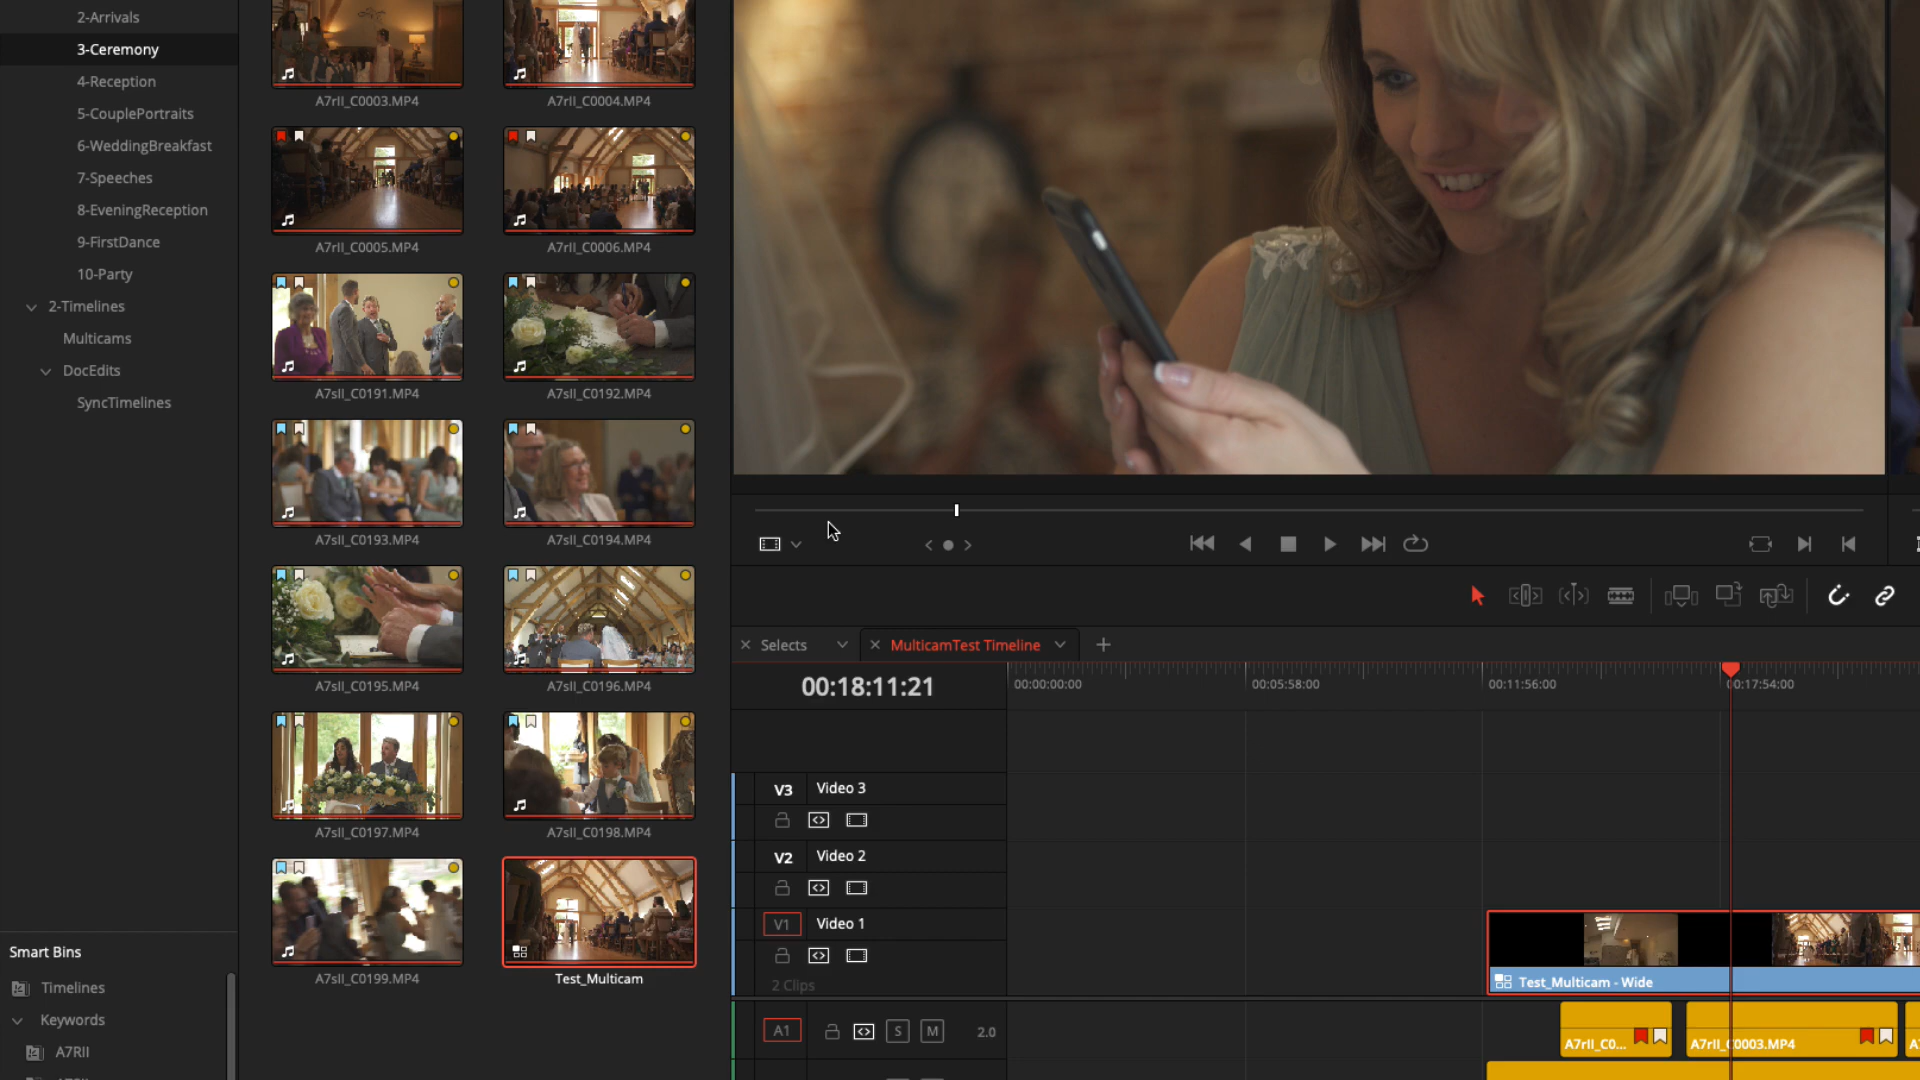 2-Arrivals
3-Ceremony
4-Reception
5-CouplePortraits
6-WeddingBreakfast
7-Speeches
8-EveningReception
9-FirstDance
10-Party
2-Timelines
Multicams
DocEdits
SyncTimelines
Smart Bins
Timelines
Keywords
A7RII
A7rII_C0003.MP4
A7rII_C0004.MP4
A7rII_C0005.MP4
A7rII_C0006.MP4
A7sII_C0191.MP4
A7sII_C0192.MP4
A7sII_C0193.MP4
A7sII_C0194.MP4
A7sII_C0195.MP4
A7sII_C0196.MP4
A7sII_C0197.MP4
A7sII_C0198.MP4
A7sII_C0199.MP4
Test_Multicam
Selects
MulticamTest Timeline
00:18:11:21
00:00:00:00
00:05:58:00
00:11:56:00
00:17:54:00
V3 Video 3
V2 Video 2
V1 Video 1
2 Clips
Test_Multicam - Wide
A1 S M 2.0
A7rII_C0...
A7rII_C0003.MP4